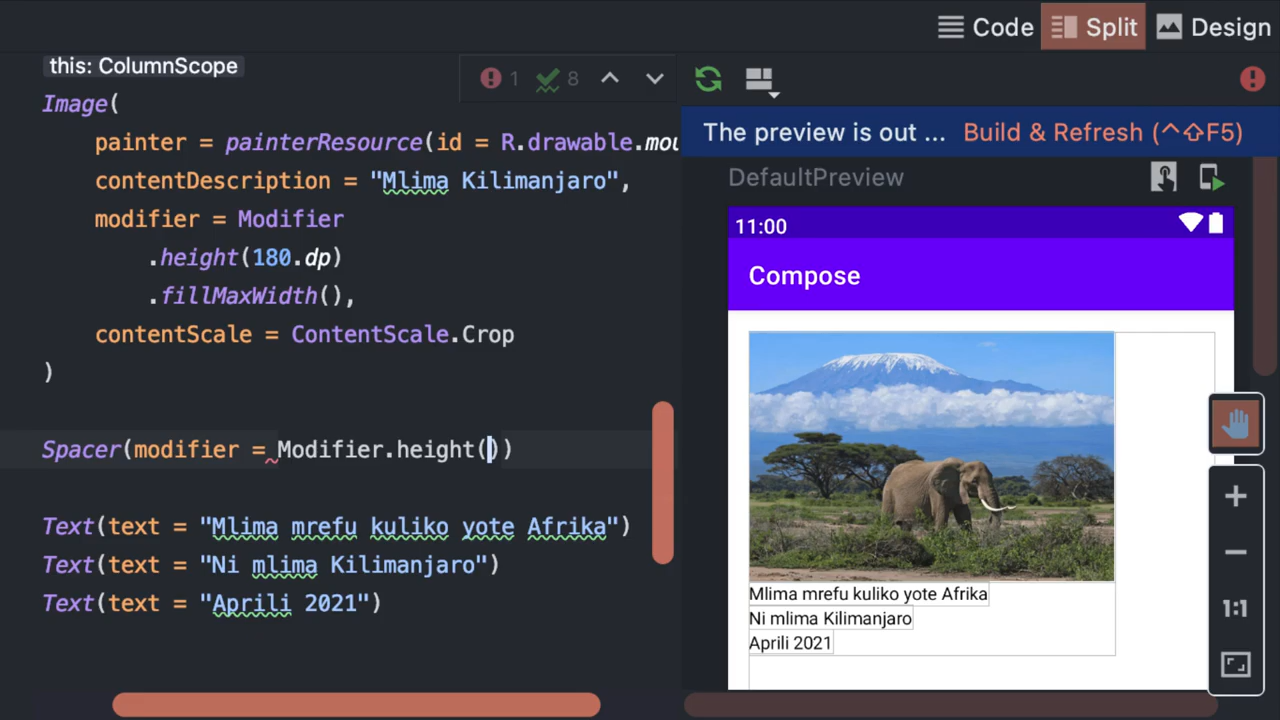 Code Split Design
this: ColumnScope
1 8
Image(
painter = painterResource(id = R.drawable.mou
contentDescription = "Mlima Kilimanjaro",
modifier = Modifier
.height(180.dp)
.fillMaxWidth(),
contentScale = ContentScale.Crop
)
Spacer(modifier = Modifier.height())
Text(text = "Mlima mrefu kuliko yote Afrika")
Text(text = "Ni mlima Kilimanjaro")
Text(text = "Aprili 2021")
The preview is out ... Build & Refresh (⌃⇧F5)
DefaultPreview
11:00
Compose
Mlima mrefu kuliko yote Afrika
Ni mlima Kilimanjaro
Aprili 2021
1:1